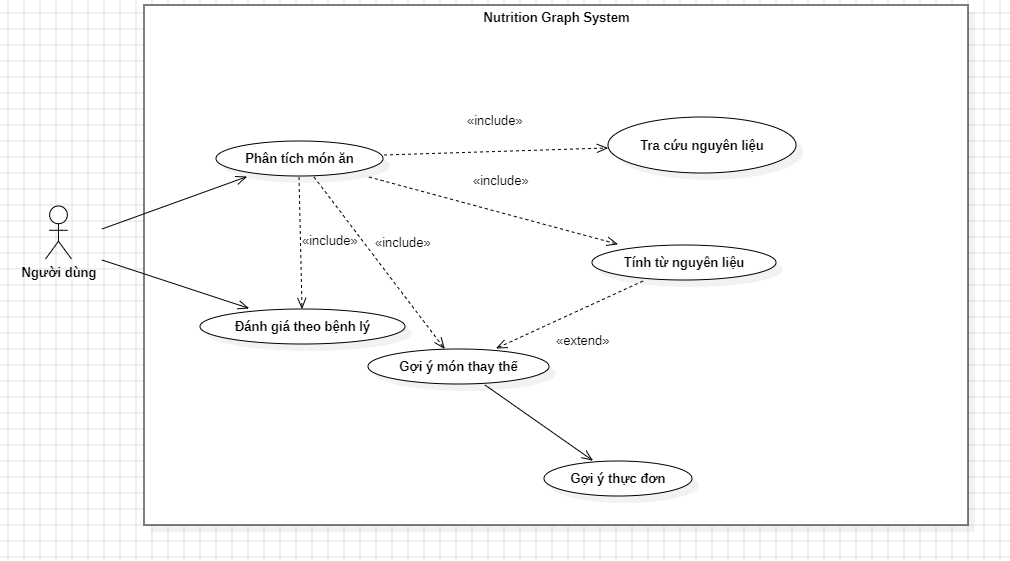 Nutrition Graph System
«include»
Tra cứu nguyên liệu
Phân tích món ăn
«include»
«include»
«include»
Người dùng
Tính từ nguyên liệu
Đánh giá theo bệnh lý
«extend»
Gợi ý món thay thế
Gợi ý thực đơn